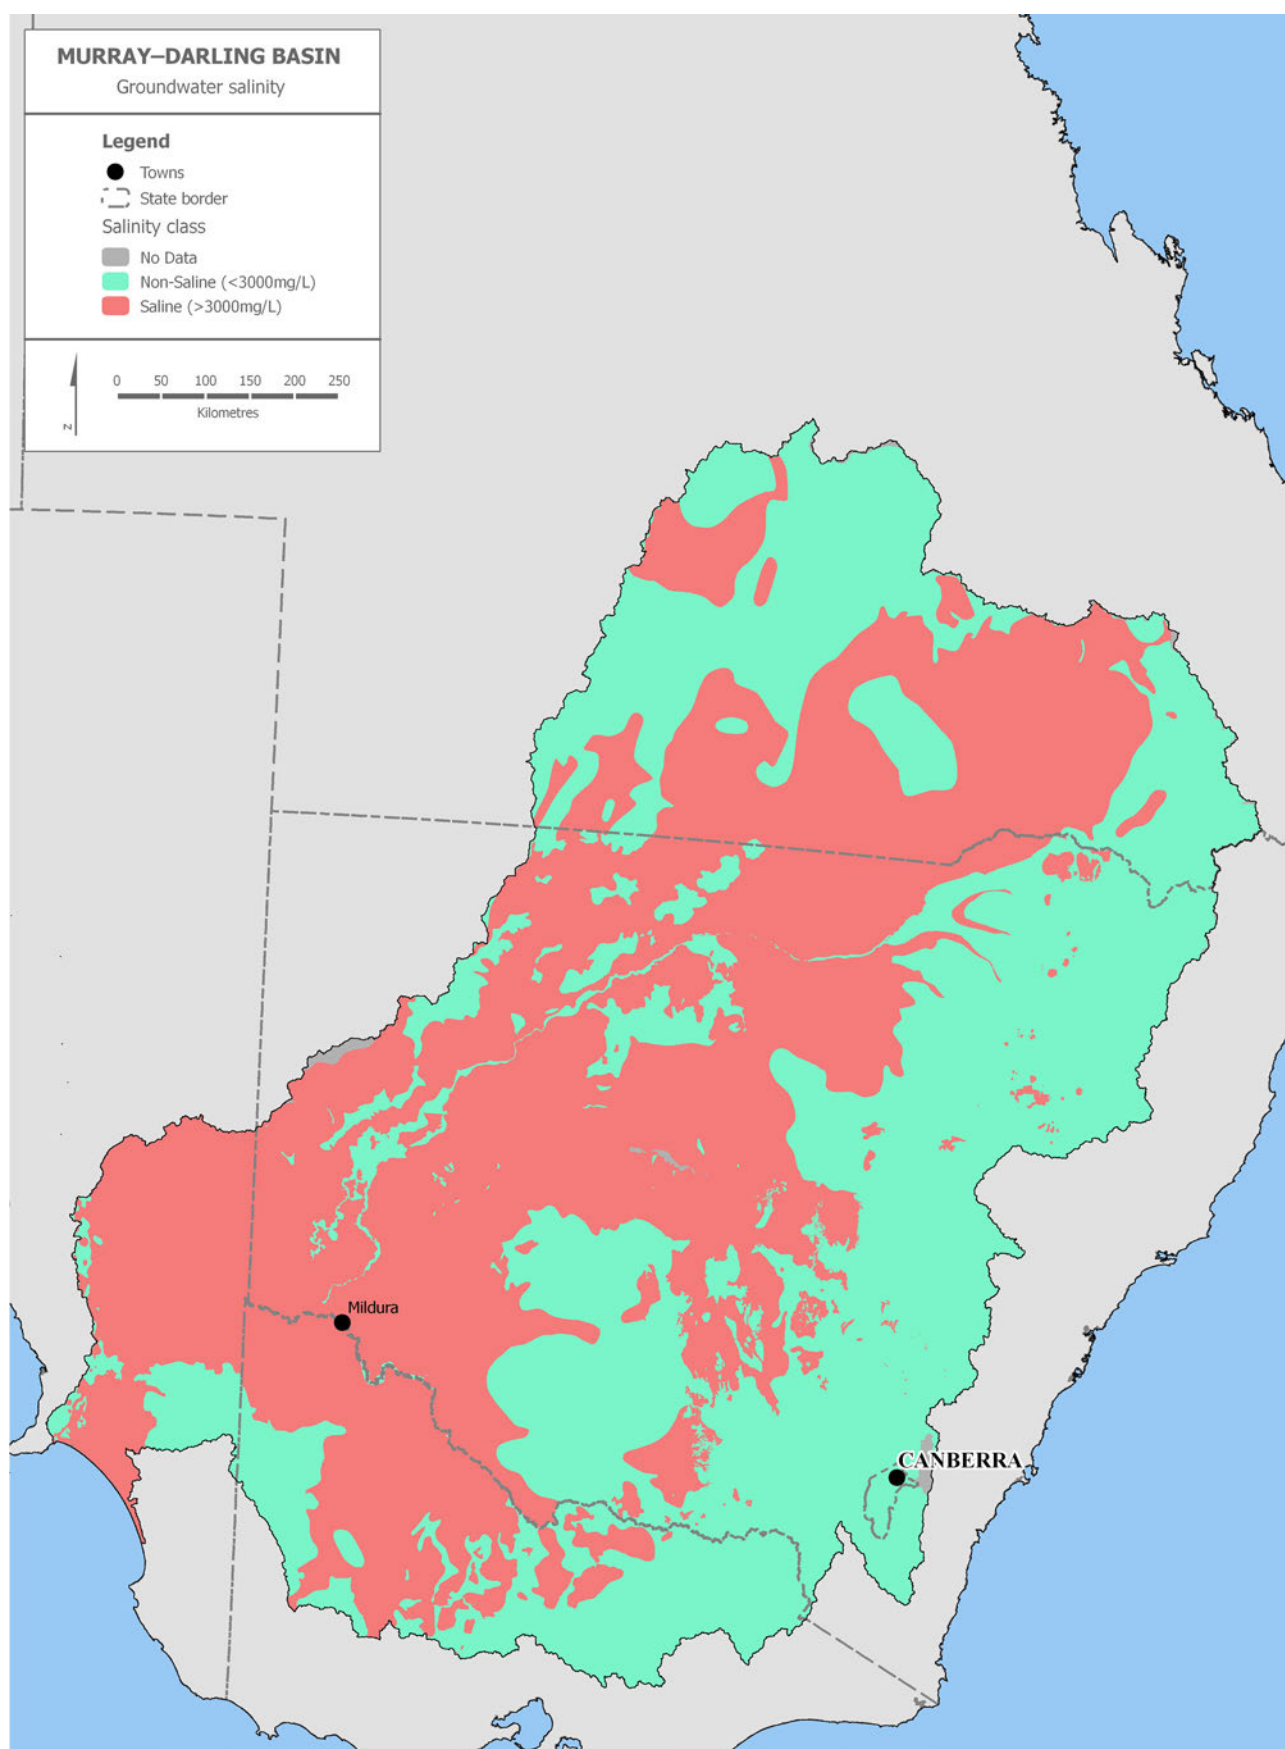 MURRAY–DARLING BASIN
Groundwater salinity
Legend
Towns
State border
Salinity class
No Data
Non-Saline (<3000mg/L)
Saline (>3000mg/L)
0 50 100 150 200 250
Kilometres
N
Mildura
CANBERRA